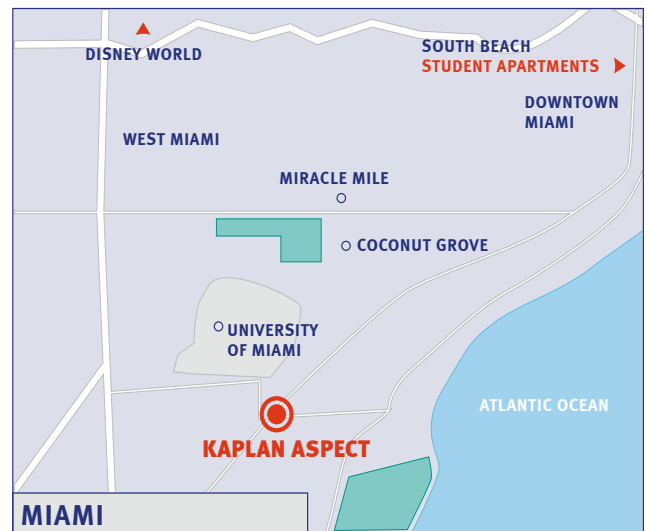 SOUTH BEACH
DISNEY WORLD
STUDENT APARTMENTS
DOWNTOWN
MIAMI
WEST MIAMI
MIRACLE MILE
COCONUT GROVE
UNIVERSITY
OF MIAMI
ATLANTIC OCEAN
KAPLAN ASPECT
MIAMI